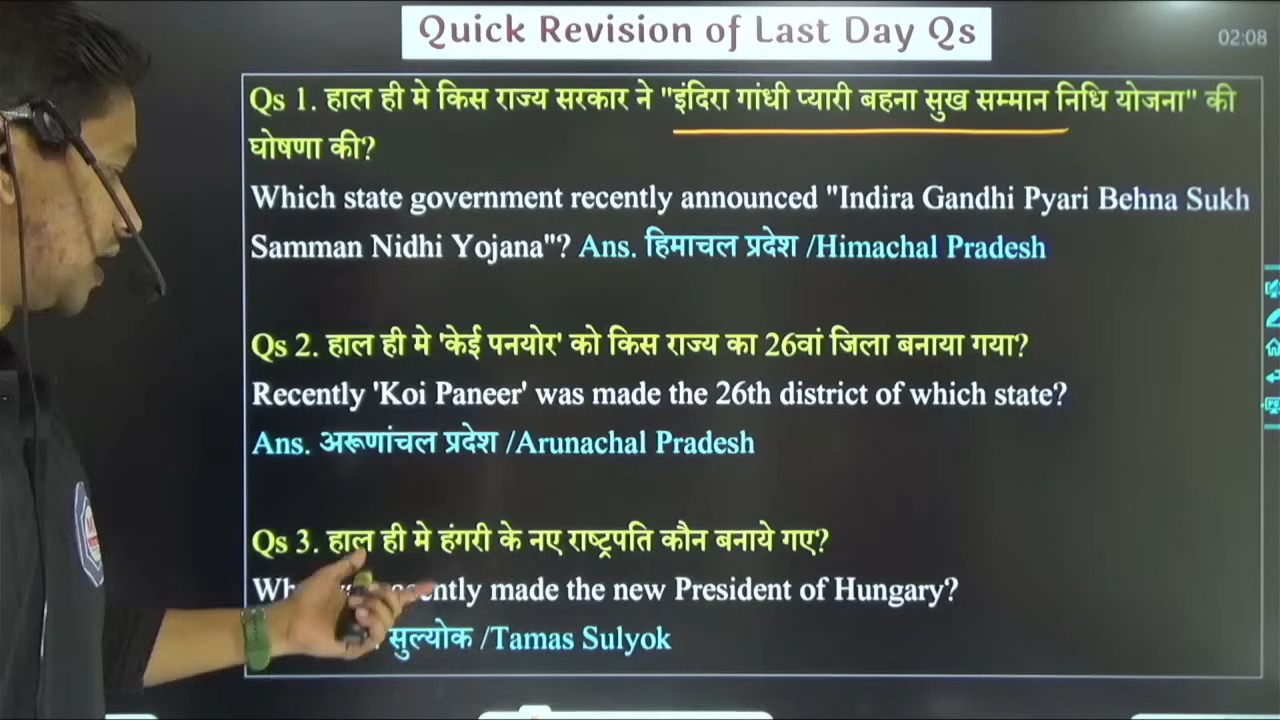 Quick Revision of Last Day Qs
02:08
Qs 1. हाल ही मे किस राज्य सरकार ने "इंदिरा गांधी प्यारी बहना सुख सम्मान निधि योजना" की
घोषणा की?
Which state government recently announced "Indira Gandhi Pyari Behna Sukh
Samman Nidhi Yojana"? Ans. हिमाचल प्रदेश /Himachal Pradesh
Qs 2. हाल ही मे 'केई पनयोर' को किस राज्य का 26वां जिला बनाया गया?
Recently 'Koi Paneer' was made the 26th district of which state?
Ans. अरूणांचल प्रदेश /Arunachal Pradesh
Qs 3. हाल ही मे हंगरी के नए राष्ट्रपति कौन बनाये गए?
made the new President of Hungary?
सुल्योक /Tamas Sulyok